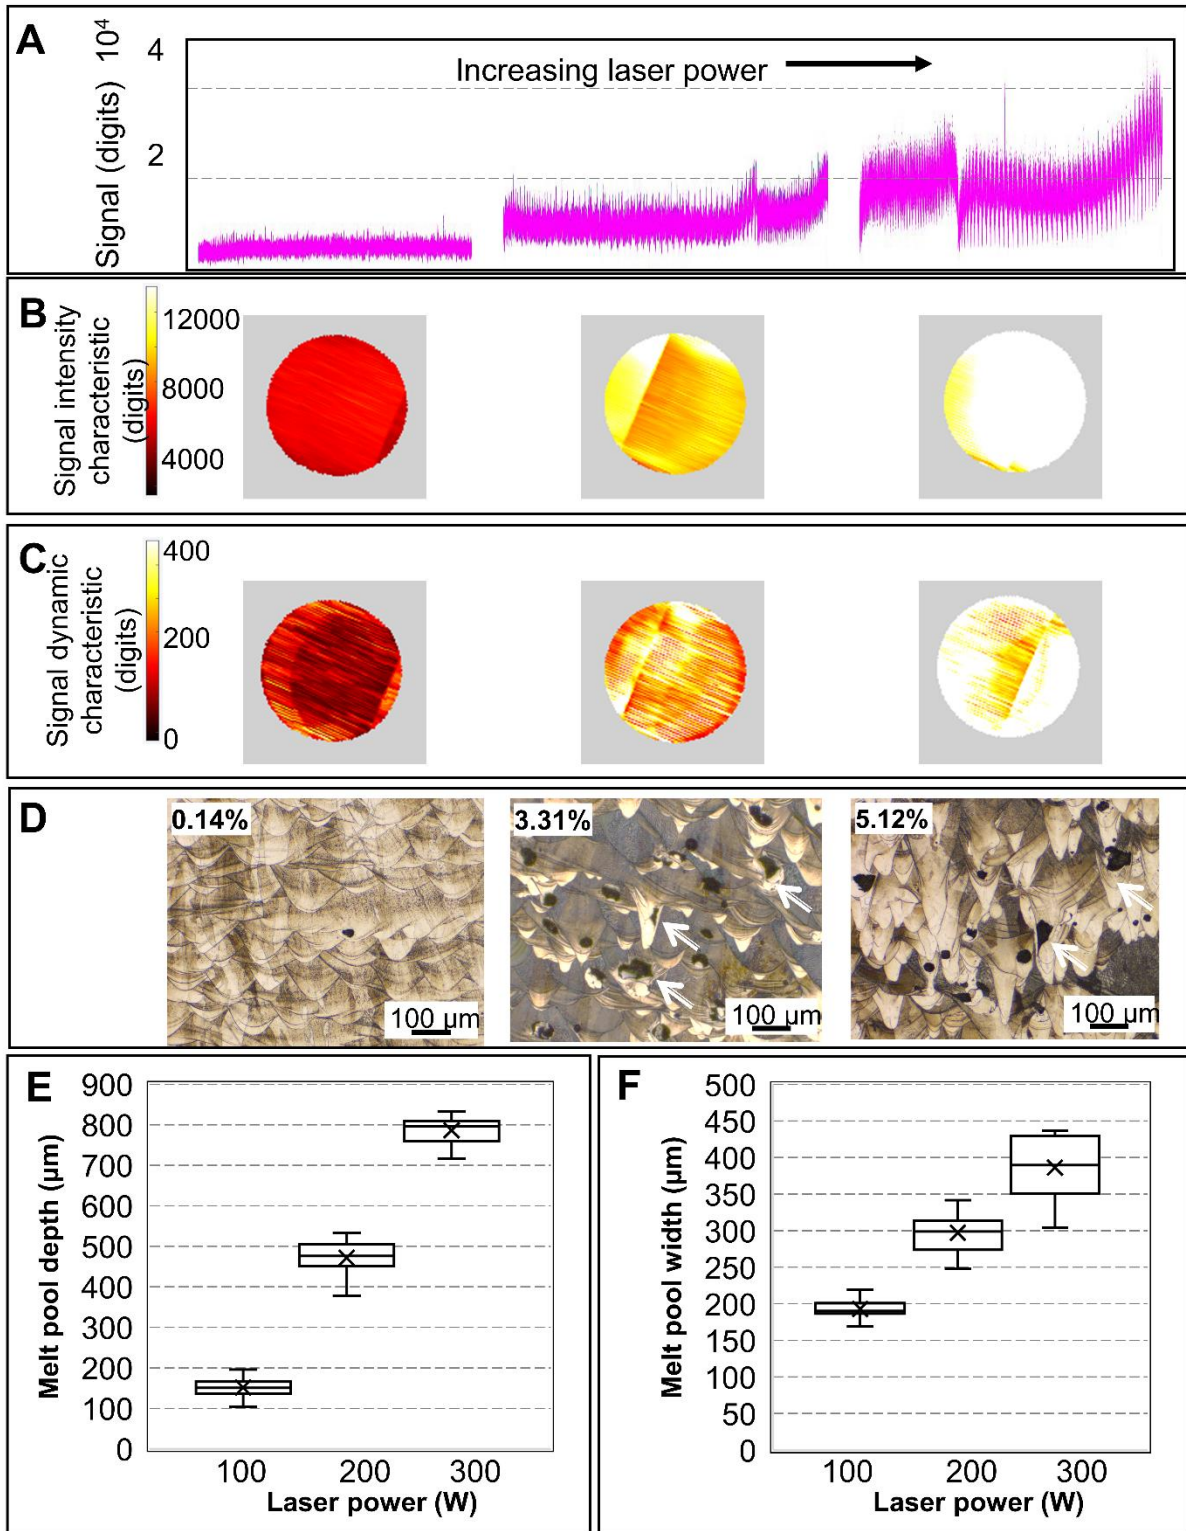 A
Signal (digits)
10⁴
4
2
Increasing laser power
B
Signal intensity
characteristic
(digits)
12000
8000
4000
C
Signal dynamic
characteristic
(digits)
400
200
0
D
0.14%
3.31%
5.12%
100 µm
100 µm
100 µm
E
Melt pool depth (µm)
900
800
700
600
500
400
300
200
100
0
100 200 300
Laser power (W)
F
Melt pool width (µm)
500
450
400
350
300
250
200
150
100
50
0
100 200 300
Laser power (W)